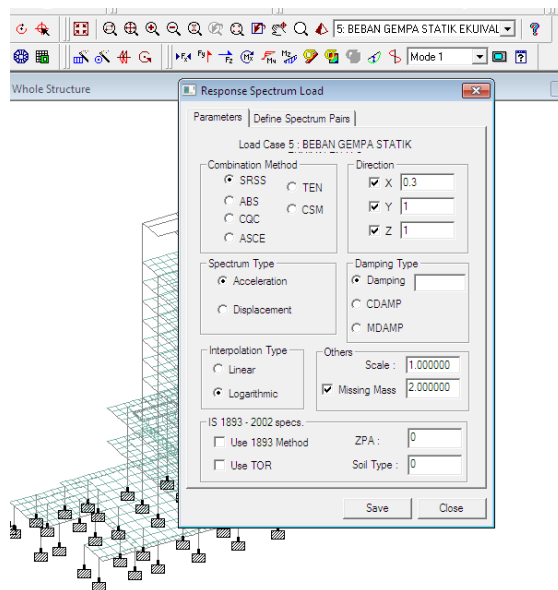 5: BEBAN GEMPA STATIK EKUIVAL
Mode 1
Whole Structure
Response Spectrum Load
Parameters
Define Spectrum Pairs
Load Case 5 : BEBAN GEMPA STATIK
Combination Method
SRSS
TEN
ABS
CSM
CQC
ASCE
Direction
X 0.3
Y 1
Z 1
Spectrum Type
Acceleration
Displacement
Damping Type
Damping
CDAMP
MDAMP
Interpolation Type
Linear
Logarithmic
Others
Scale : 1.000000
Missing Mass 2.000000
IS 1893 - 2002 specs.
Use 1893 Method
ZPA : 0
Use TOR
Soil Type : 0
Save
Close